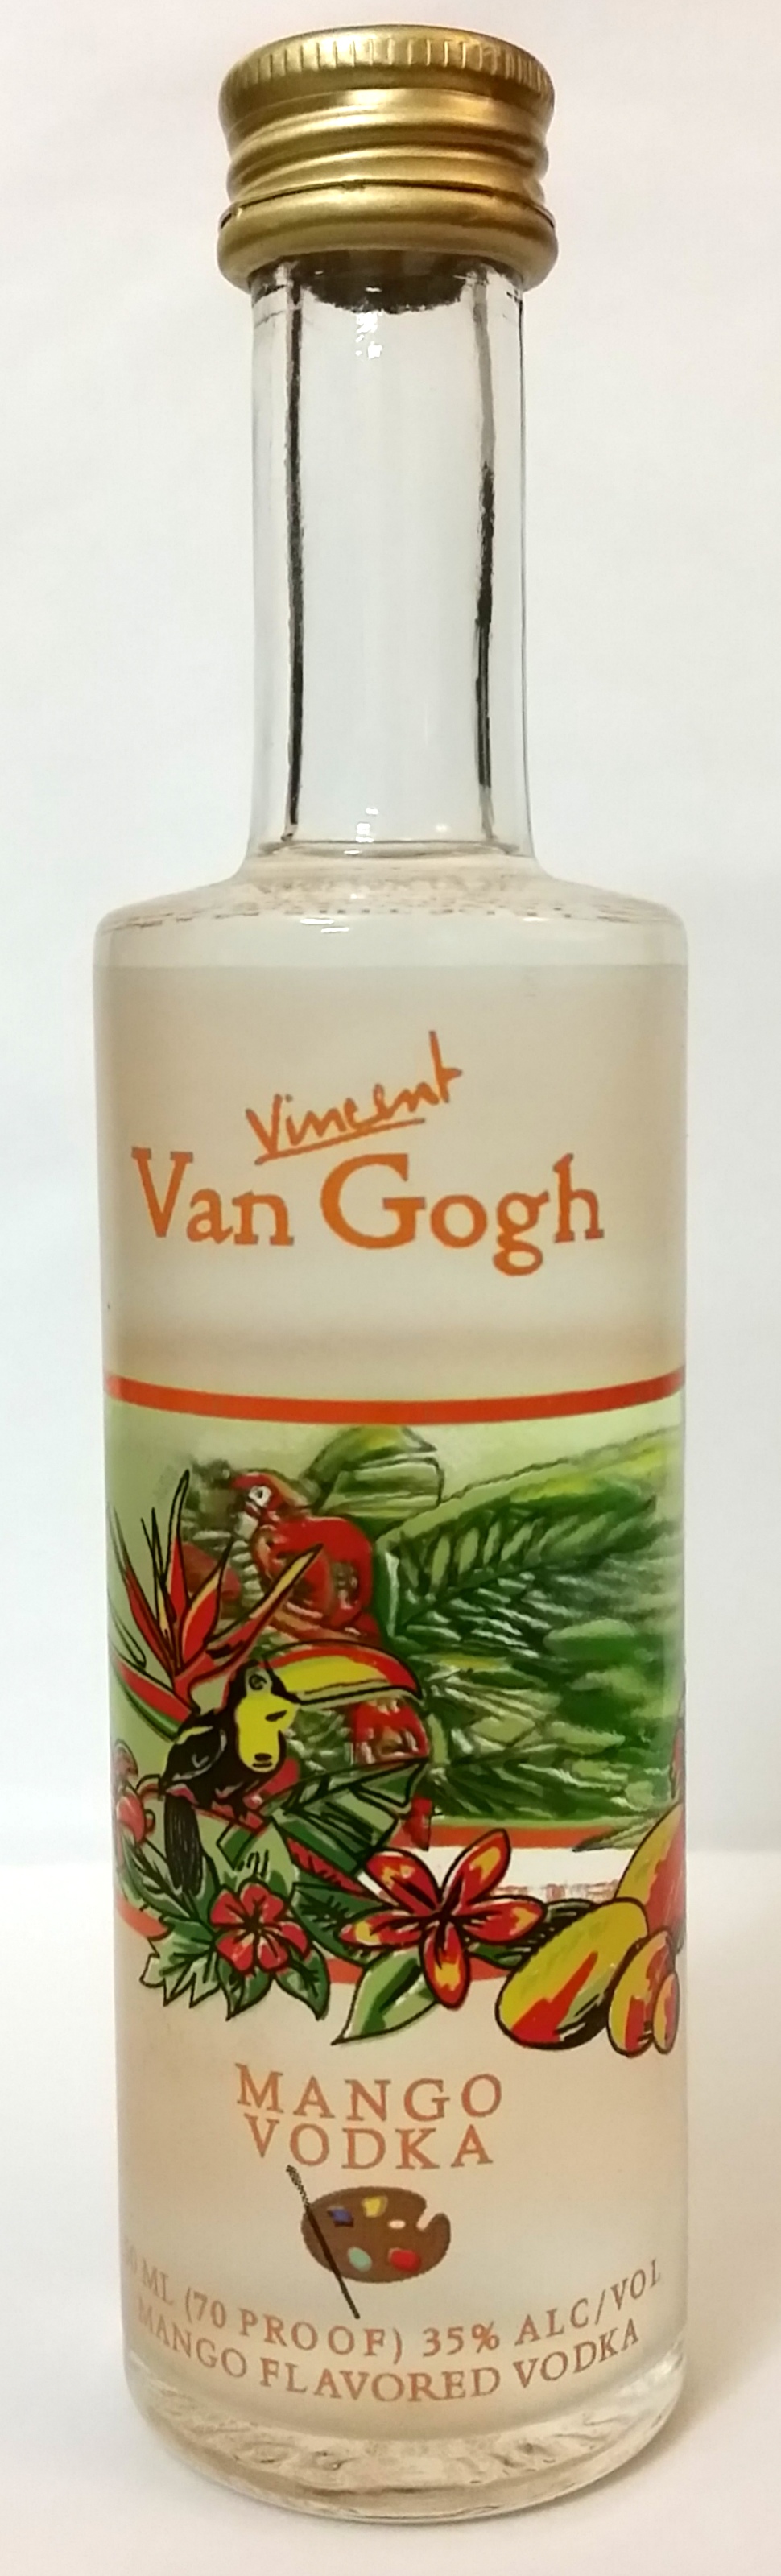 Vincent
Van Gogh
MANGO
VODKA
ML (70 PROOF) 35% ALC/VOL
MANGO FLAVORED VODKA